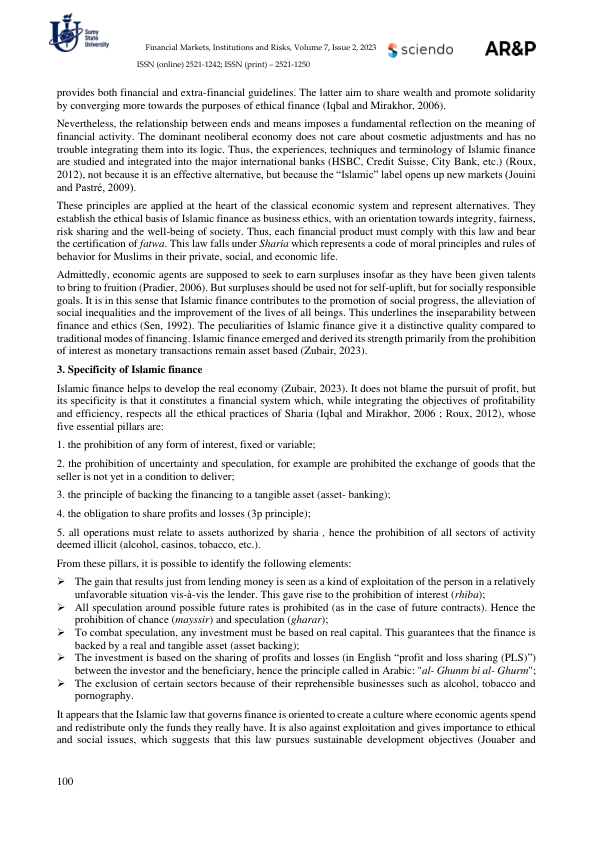 Sumy
State
University
Financial Markets, Institutions and Risks, Volume 7, Issue 2, 2023
sciendo
AR&P
ISSN (online) 2521-1242; ISSN (print) – 2521-1250
provides both financial and extra-financial guidelines. The latter aim to share wealth and promote solidarity
by converging more towards the purposes of ethical finance (Iqbal and Mirakhor, 2006).
Nevertheless, the relationship between ends and means imposes a fundamental reflection on the meaning of
financial activity. The dominant neoliberal economy does not care about cosmetic adjustments and has no
trouble integrating them into its logic. Thus, the experiences, techniques and terminology of Islamic finance
are studied and integrated into the major international banks (HSBC, Credit Suisse, City Bank, etc.) (Roux,
2012), not because it is an effective alternative, but because the “Islamic” label opens up new markets (Jouini
and Pastré, 2009).
These principles are applied at the heart of the classical economic system and represent alternatives. They
establish the ethical basis of Islamic finance as business ethics, with an orientation towards integrity, fairness,
risk sharing and the well-being of society. Thus, each financial product must comply with this law and bear
the certification of fatwa. This law falls under Sharia which represents a code of moral principles and rules of
behavior for Muslims in their private, social, and economic life.
Admittedly, economic agents are supposed to seek to earn surpluses insofar as they have been given talents
to bring to fruition (Pradier, 2006). But surpluses should be used not for self-uplift, but for socially responsible
goals. It is in this sense that Islamic finance contributes to the promotion of social progress, the alleviation of
social inequalities and the improvement of the lives of all beings. This underlines the inseparability between
finance and ethics (Sen, 1992). The peculiarities of Islamic finance give it a distinctive quality compared to
traditional modes of financing. Islamic finance emerged and derived its strength primarily from the prohibition
of interest as monetary transactions remain asset based (Zubair, 2023).
3. Specificity of Islamic finance
Islamic finance helps to develop the real economy (Zubair, 2023). It does not blame the pursuit of profit, but
its specificity is that it constitutes a financial system which, while integrating the objectives of profitability
and efficiency, respects all the ethical practices of Sharia (Iqbal and Mirakhor, 2006 ; Roux, 2012), whose
five essential pillars are:
1. the prohibition of any form of interest, fixed or variable;
2. the prohibition of uncertainty and speculation, for example are prohibited the exchange of goods that the
seller is not yet in a condition to deliver;
3. the principle of backing the financing to a tangible asset (asset- banking);
4. the obligation to share profits and losses (3p principle);
5. all operations must relate to assets authorized by sharia , hence the prohibition of all sectors of activity
deemed illicit (alcohol, casinos, tobacco, etc.).
From these pillars, it is possible to identify the following elements:
➢ The gain that results just from lending money is seen as a kind of exploitation of the person in a relatively
unfavorable situation vis-à-vis the lender. This gave rise to the prohibition of interest (rhiba);
➢ All speculation around possible future rates is prohibited (as in the case of future contracts). Hence the
prohibition of chance (mayssir) and speculation (gharar);
➢ To combat speculation, any investment must be based on real capital. This guarantees that the finance is
backed by a real and tangible asset (asset backing);
➢ The investment is based on the sharing of profits and losses (in English “profit and loss sharing (PLS)”)
between the investor and the beneficiary, hence the principle called in Arabic: "al- Ghunm bi al- Ghurm";
➢ The exclusion of certain sectors because of their reprehensible businesses such as alcohol, tobacco and
pornography.
It appears that the Islamic law that governs finance is oriented to create a culture where economic agents spend
and redistribute only the funds they really have. It is also against exploitation and gives importance to ethical
and social issues, which suggests that this law pursues sustainable development objectives (Jouaber and
100